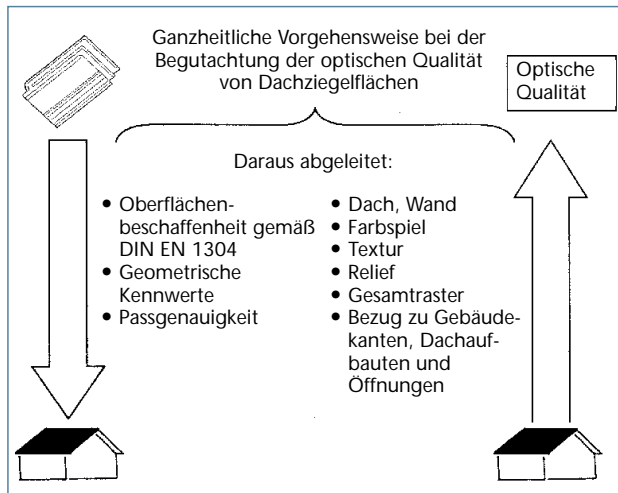 Ganzheitliche Vorgehensweise bei der
Begutachtung der optischen Qualität
von Dachziegelflächen
Optische
Qualität
Daraus abgeleitet:
• Oberflächen-
beschaffenheit gemäß
DIN EN 1304
• Geometrische
Kennwerte
• Passgenauigkeit
• Dach, Wand
• Farbspiel
• Textur
• Relief
• Gesamtraster
• Bezug zu Gebäude-
kanten, Dachauf-
bauten und
Öffnungen